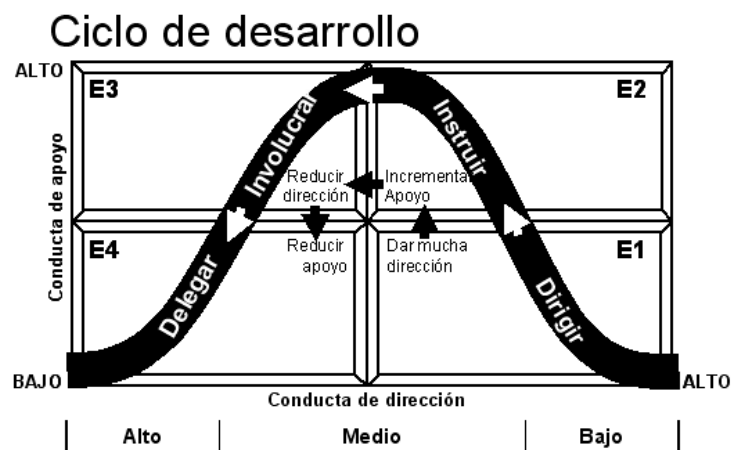 Ciclo de desarrollo
ALTO
E3
E2
Involucrar
Instruir
Conducta de apoyo
Reducir
dirección
Incrementar
Apoyo
E4
E1
Reducir
apoyo
Dar mucha
dirección
Delegar
Dirigir
BAJO
ALTO
Conducta de dirección
Alto
Medio
Bajo